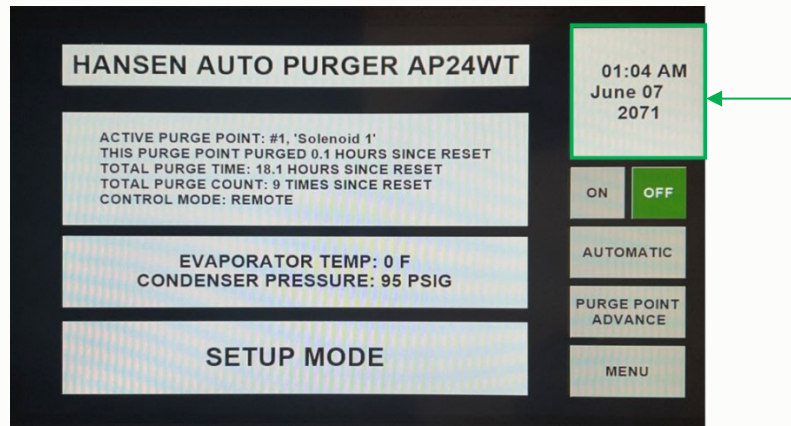 HANSEN AUTO PURGER AP24WT
01:04 AM
June 07
2071
ACTIVE PURGE POINT: #1, 'Solenoid 1'
THIS PURGE POINT PURGED 0.1 HOURS SINCE RESET
TOTAL PURGE TIME: 18.1 HOURS SINCE RESET
TOTAL PURGE COUNT: 9 TIMES SINCE RESET
CONTROL MODE: REMOTE
ON
OFF
EVAPORATOR TEMP: 0 F
CONDENSER PRESSURE: 95 PSIG
AUTOMATIC
PURGE POINT
ADVANCE
SETUP MODE
MENU